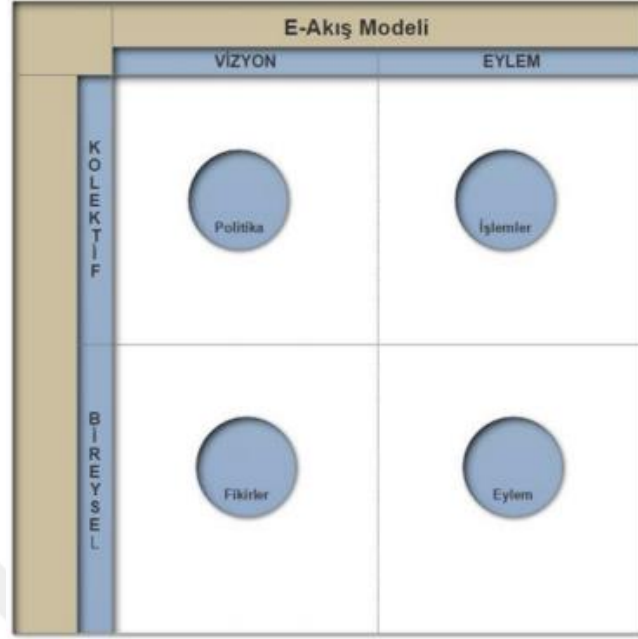 E-Akış Modeli
VİZYON EYLEM
KOLEKTİF
Politika İşlemler
BİREYSEL
Fikirler Eylem